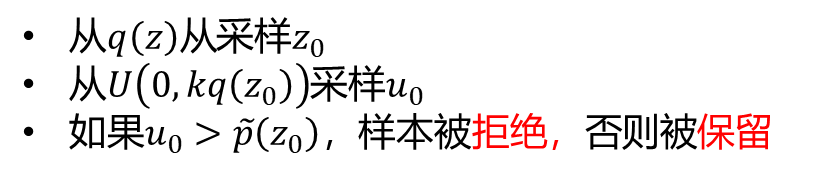 • 从q(z)从采样z₀
• 从U(0, kq(z₀))采样u₀
• 如果u₀ > p̃(z₀)，样本被拒绝，否则被保留